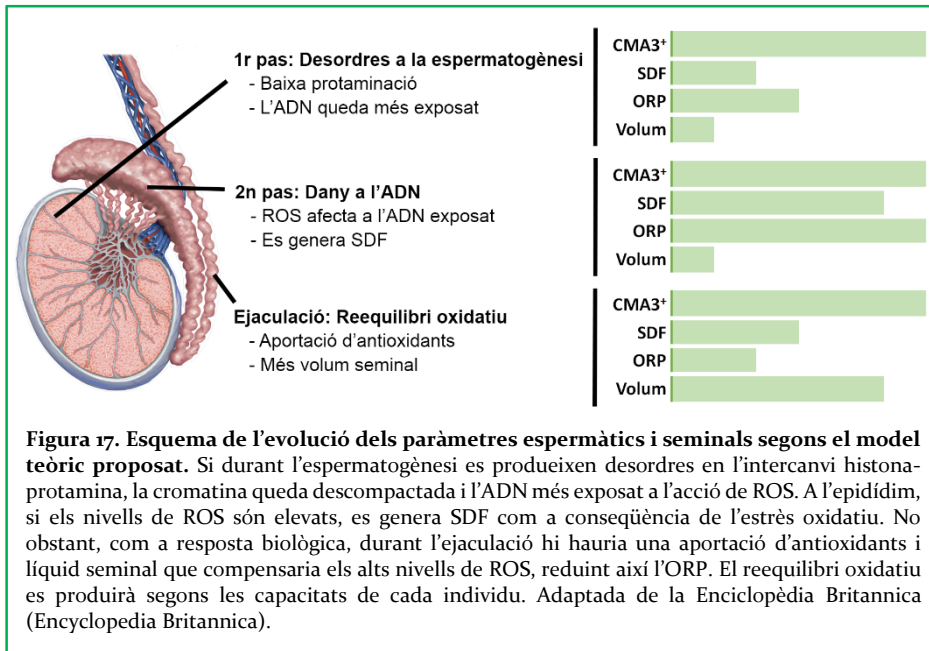 1r pas: Desordres a la espermatogènesi
- Baixa protaminació
- L'ADN queda més exposat
CMA3⁺
SDF
ORP
Volum
2n pas: Dany a l'ADN
- ROS afecta a l'ADN exposat
- Es genera SDF
CMA3⁺
SDF
ORP
Volum
Ejaculació: Reequilibri oxidatiu
- Aportació d'antioxidants
- Més volum seminal
CMA3⁺
SDF
ORP
Volum
Figura 17. Esquema de l'evolució dels paràmetres espermàtics i seminals segons el model
teòric proposat. Si durant l'espermatogènesi es produeixen desordres en l'intercanvi histona-
protamina, la cromatina queda descompactada i l'ADN més exposat a l'acció de ROS. A l'epidídim,
si els nivells de ROS són elevats, es genera SDF com a conseqüència de l'estrès oxidatiu. No
obstant, com a resposta biològica, durant l'ejaculació hi hauria una aportació d'antioxidants i
líquid seminal que compensaria els alts nivells de ROS, reduint així l'ORP. El reequilibri oxidatiu
es produirà segons les capacitats de cada individu. Adaptada de la Enciclopèdia Britannica
(Encyclopedia Britannica).